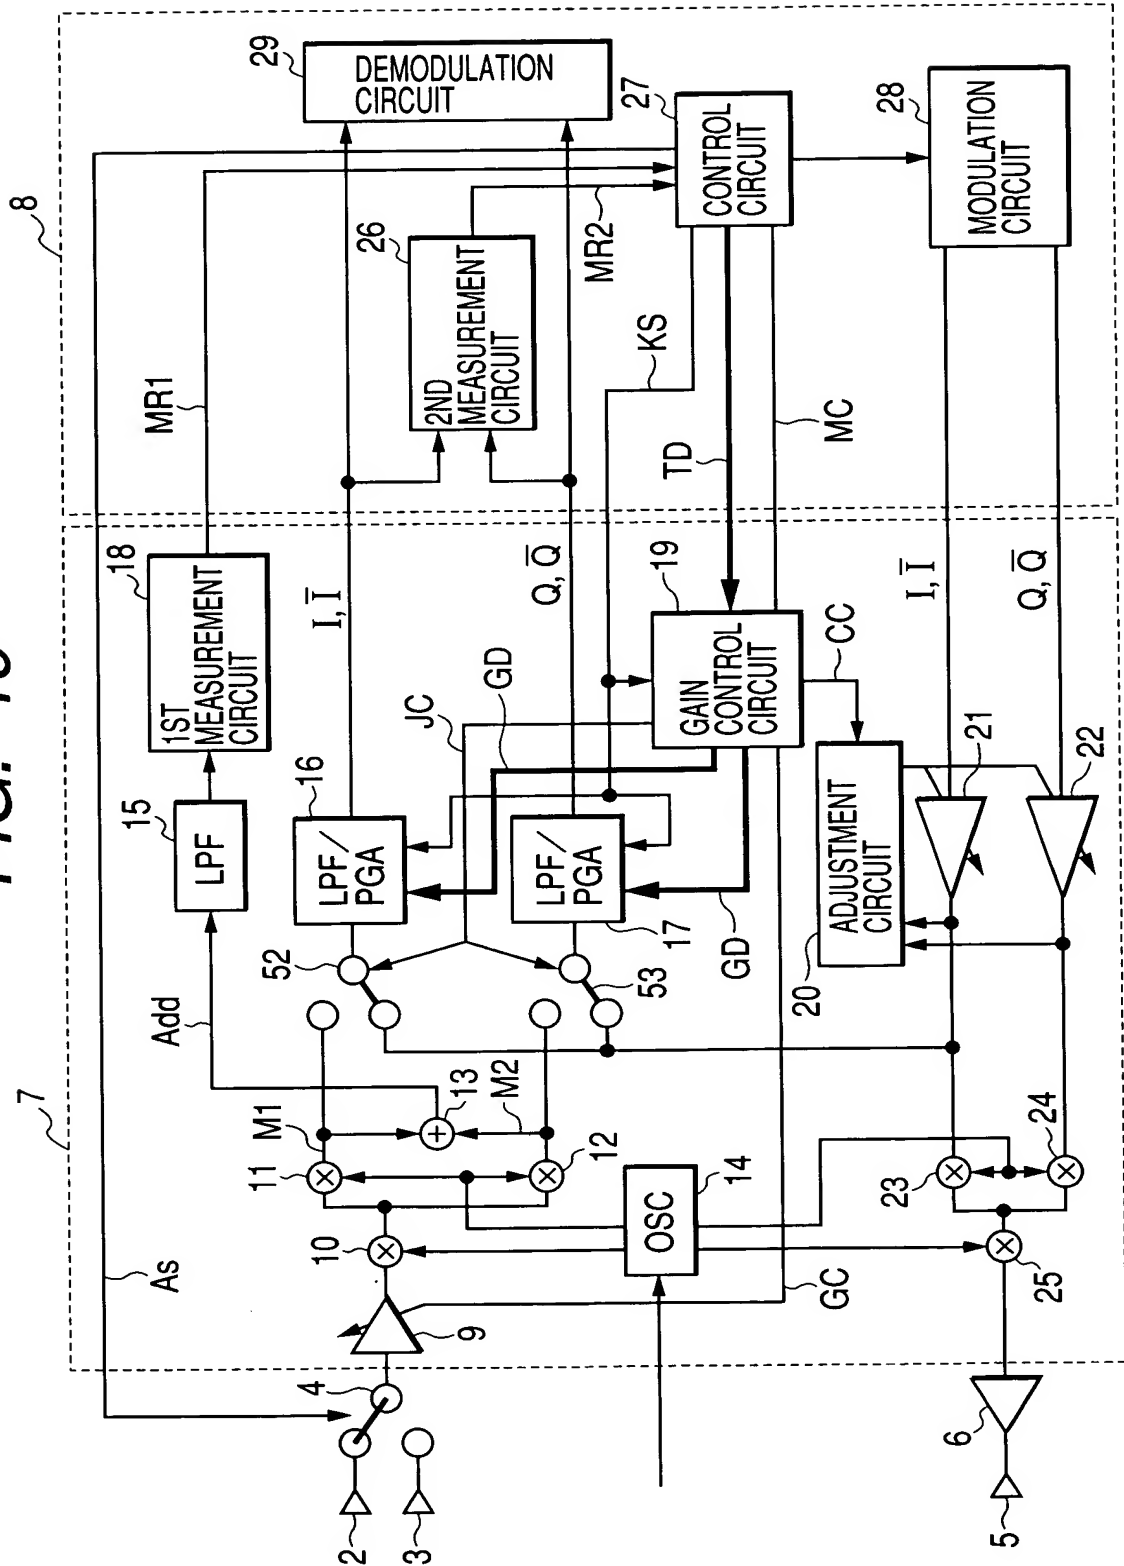 7
8
As
Add
MR1
15
LPF
18
1ST
MEASUREMENT
CIRCUIT
29
DEMODULATION
CIRCUIT
2
3
4
9
10
11
M1
12
M2
13
52
16
LPF/
PGA
I, I̅
JC
GD
26
2ND
MEASUREMENT
CIRCUIT
MR2
53
17
LPF/
PGA
Q, Q̅
GD
KS
TD
MC
27
CONTROL
CIRCUIT
14
OSC
GC
19
GAIN
CONTROL
CIRCUIT
CC
20
ADJUSTMENT
CIRCUIT
28
MODULATION
CIRCUIT
I, I̅
Q, Q̅
21
22
23
24
25
6
5